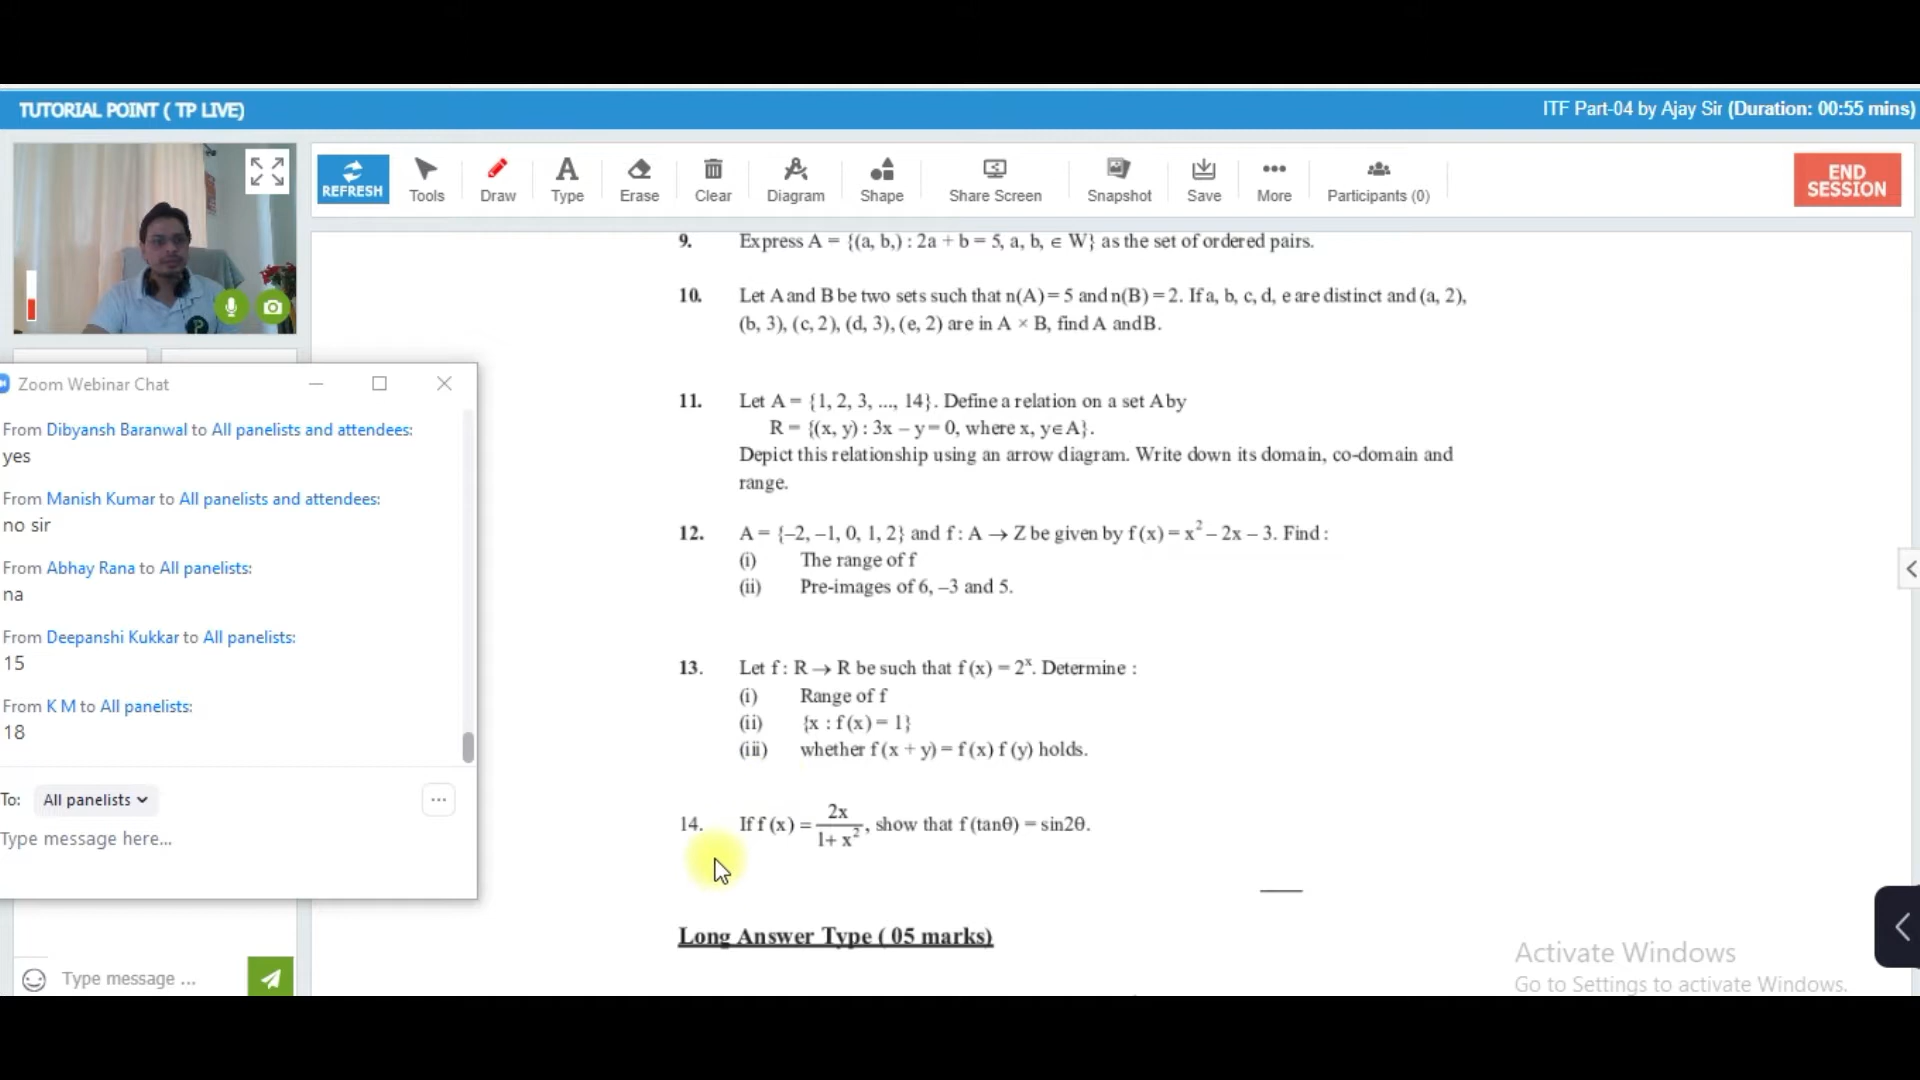 TUTORIAL POINT ( TP LIVE)
ITF Part-04 by Ajay Sir (Duration: 00:55 mins)
REFRESH
Tools
Draw
Type
Erase
Clear
Diagram
Shape
Share Screen
Snapshot
Save
More
Participants (0)
END
SESSION
9. Express A = {(a, b,) : 2a + b = 5, a, b, ∈ W} as the set of ordered pairs.
10. Let A and B be two sets such that n(A) = 5 and n(B) = 2. If a, b, c, d, e are distinct and (a, 2),
(b, 3), (c, 2), (d, 3), (e, 2) are in A × B, find A and B.
11. Let A = {1, 2, 3, ..., 14}. Define a relation on a set A by
R = {(x, y) : 3x – y = 0, where x, y ∈ A}.
Depict this relationship using an arrow diagram. Write down its domain, co-domain and
range.
12. A = {–2, –1, 0, 1, 2} and f : A → Z be given by f (x) = x² – 2x – 3. Find :
(i) The range of f
(ii) Pre-images of 6, –3 and 5.
13. Let f : R → R be such that f (x) = 2ˣ. Determine :
(i) Range of f
(ii) {x : f (x) = 1}
(iii) whether f (x + y) = f (x) f (y) holds.
14. If f (x) = 2x / 1+ x², show that f (tanθ) = sin2θ.
Long Answer Type ( 05 marks)
Zoom Webinar Chat
From Dibyansh Baranwal to All panelists and attendees:
yes
From Manish Kumar to All panelists and attendees:
no sir
From Abhay Rana to All panelists:
na
From Deepanshi Kukkar to All panelists:
15
From K M to All panelists:
18
To: All panelists
Type message here...
Type message ...
Activate Windows
Go to Settings to activate Windows.